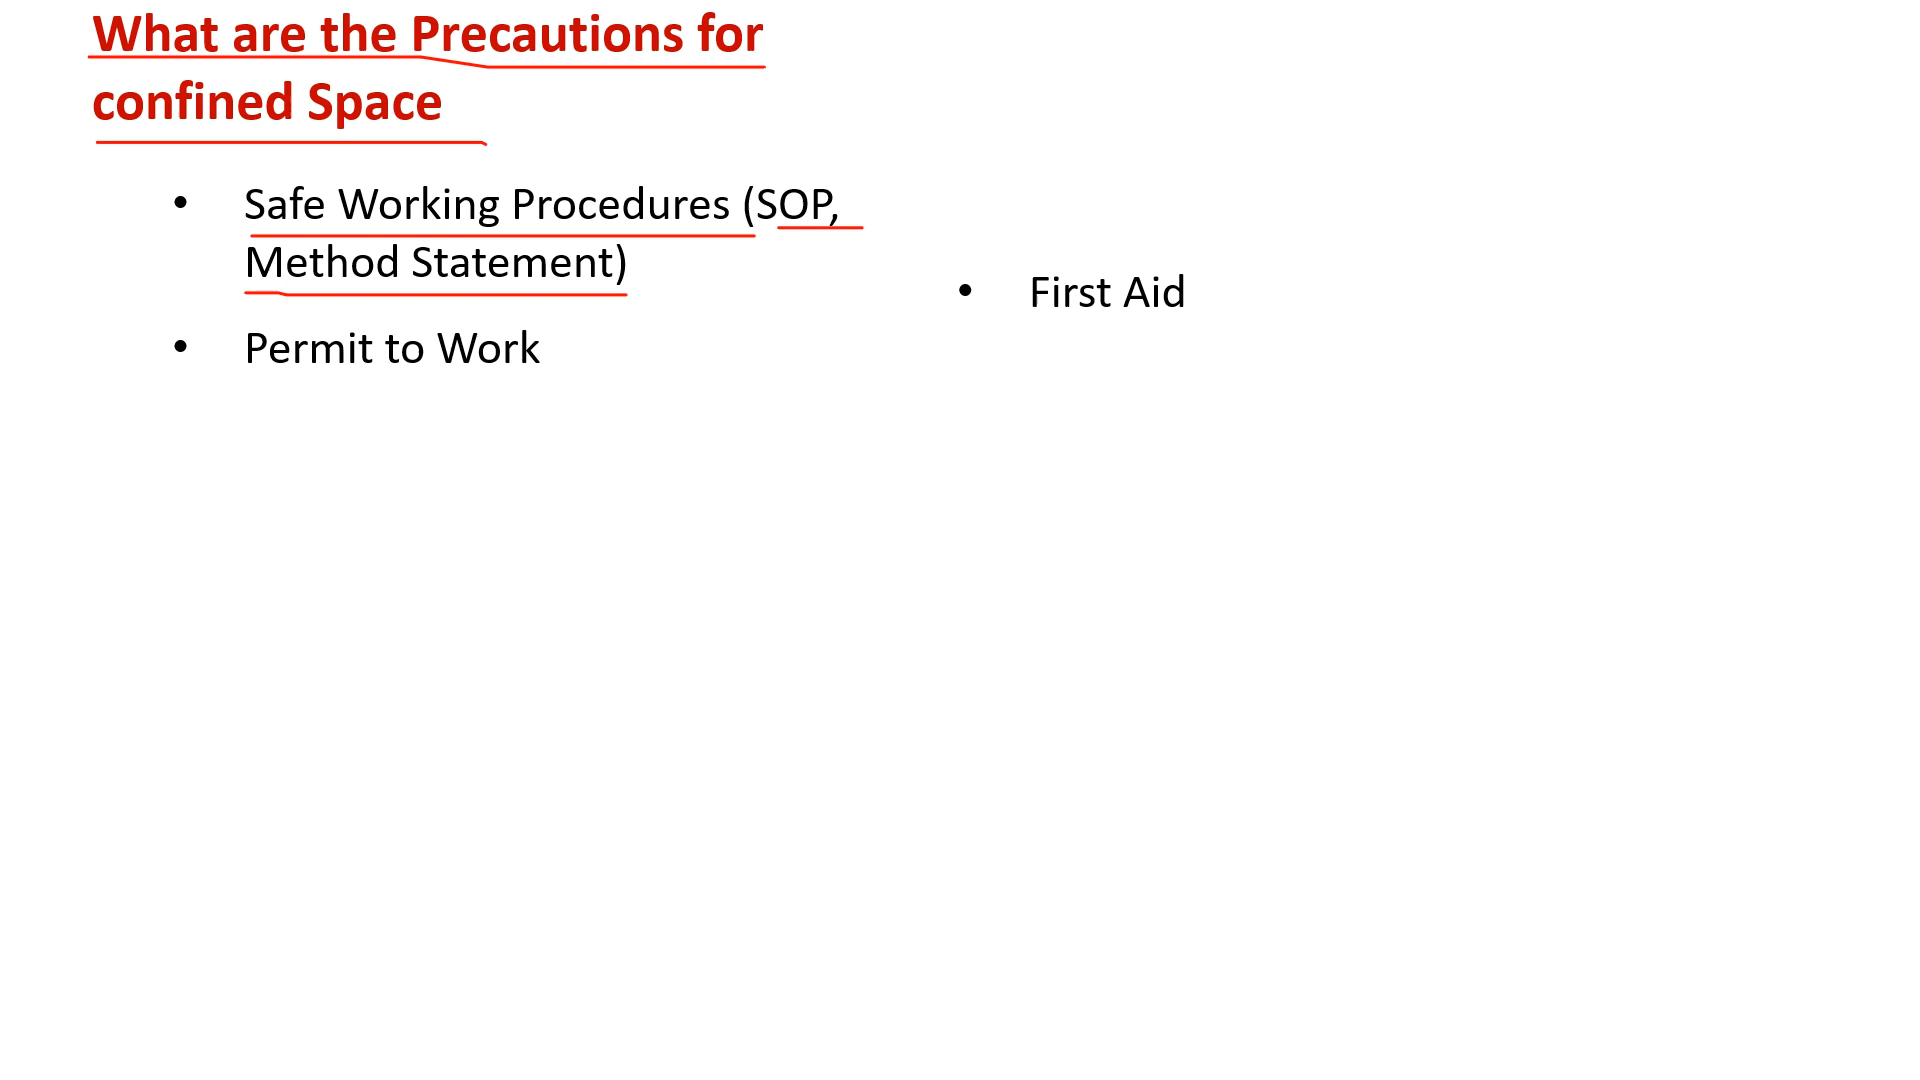 What are the Precautions for
confined Space
• Safe Working Procedures (SOP,
Method Statement)
• Permit to Work
• First Aid